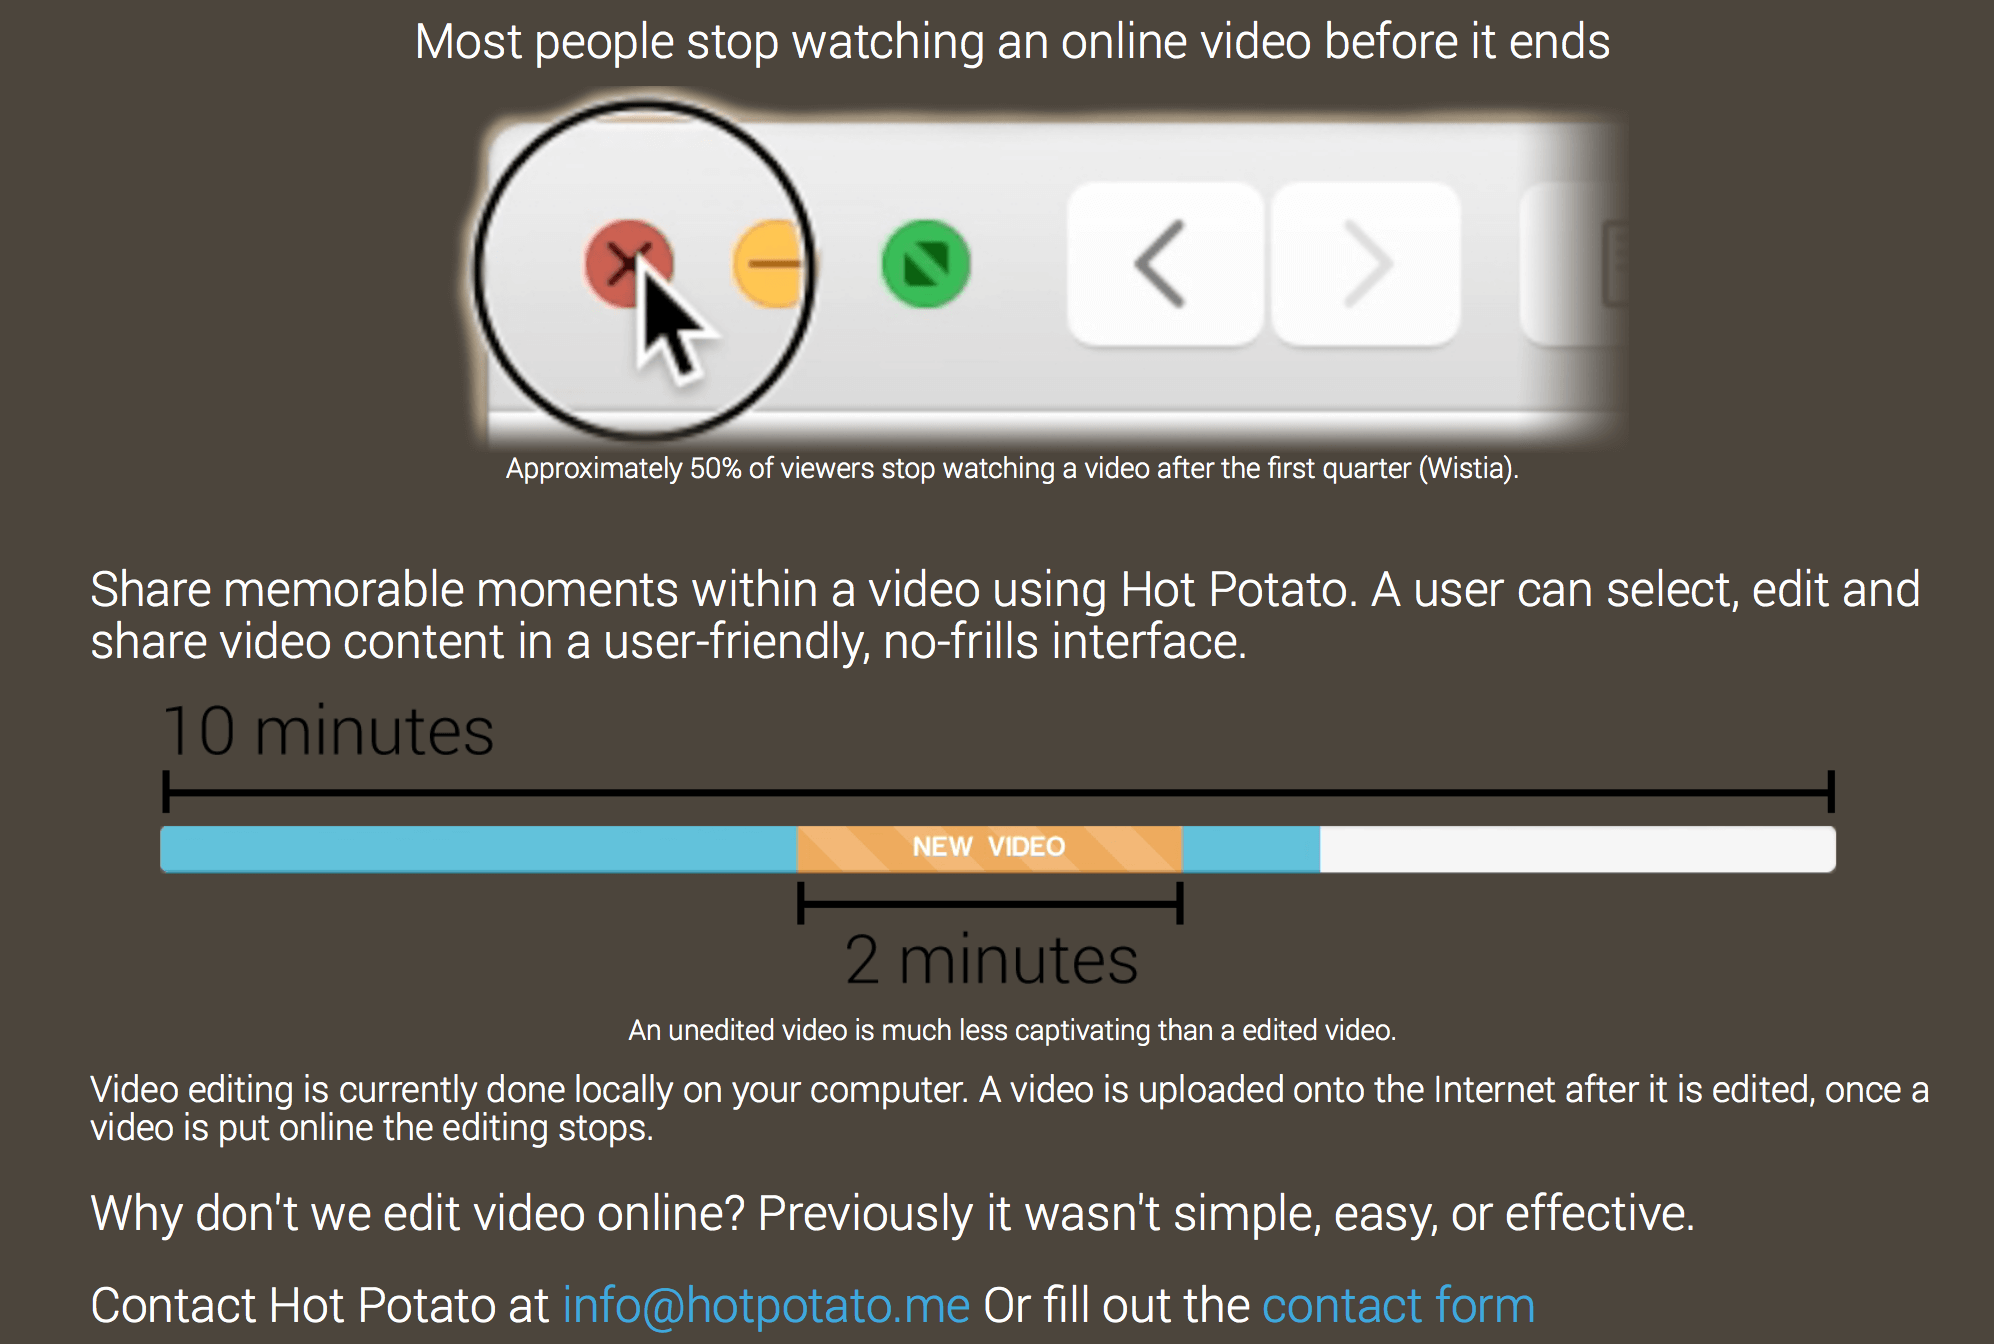 Most people stop watching an online video before it ends
Approximately 50% of viewers stop watching a video after the first quarter (Wistia).
Share memorable moments within a video using Hot Potato. A user can select, edit and
share video content in a user-friendly, no-frills interface.
10 minutes
NEW VIDEO
2 minutes
An unedited video is much less captivating than a edited video.
Video editing is currently done locally on your computer. A video is uploaded onto the Internet after it is edited, once a
video is put online the editing stops.
Why don't we edit video online? Previously it wasn't simple, easy, or effective.
Contact Hot Potato at info@hotpotato.me Or fill out the contact form